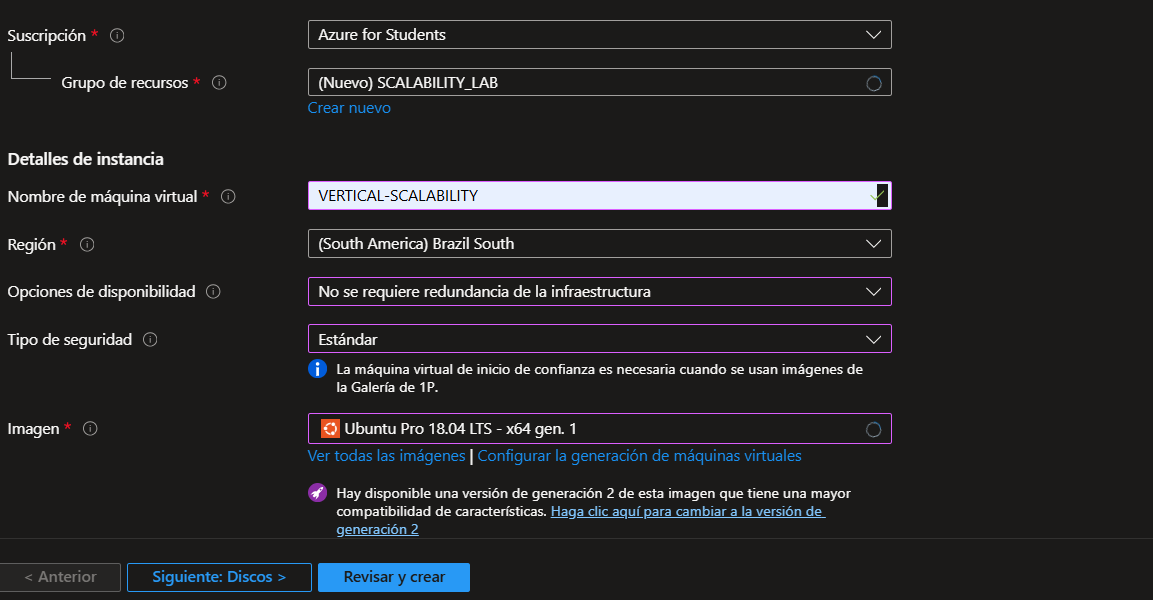 Suscripción *
Azure for Students
Grupo de recursos *
(Nuevo) SCALABILITY_LAB
Crear nuevo
Detalles de instancia
Nombre de máquina virtual *
VERTICAL-SCALABILITY
Región *
(South America) Brazil South
Opciones de disponibilidad
No se requiere redundancia de la infraestructura
Tipo de seguridad
Estándar
La máquina virtual de inicio de confianza es necesaria cuando se usan imágenes de
la Galería de 1P.
Imagen *
Ubuntu Pro 18.04 LTS - x64 gen. 1
Ver todas las imágenes | Configurar la generación de máquinas virtuales
Hay disponible una versión de generación 2 de esta imagen que tiene una mayor
compatibilidad de características. Haga clic aquí para cambiar a la versión de
generación 2
< Anterior
Siguiente: Discos >
Revisar y crear